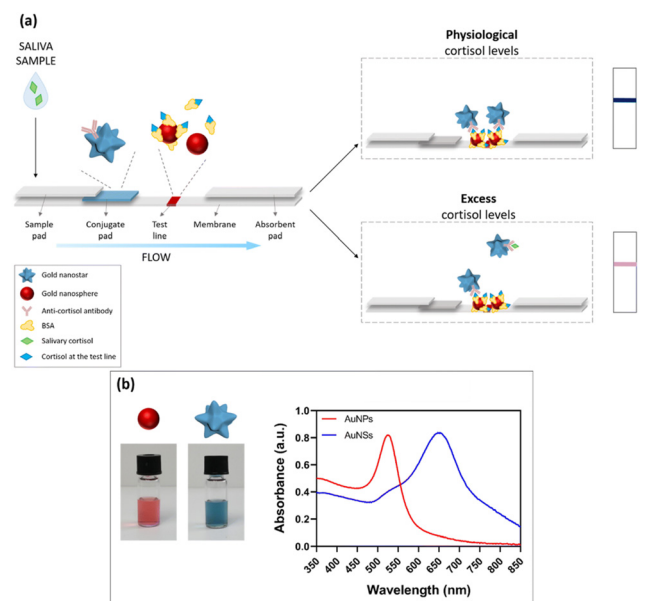 (a)
SALIVA
SAMPLE
Sample
pad
Conjugate
pad
Test
line
Membrane
Absorbent
pad
FLOW
Gold nanostar
Gold nanosphere
Anti-cortisol antibody
BSA
Salivary cortisol
Cortisol at the test line
Physiological
cortisol levels
Excess
cortisol levels
(b)
Absorbance (a.u.)
1.0
0.8
0.6
0.4
0.2
0.0
AuNPs
AuNSs
350
400
450
500
550
600
650
700
750
800
850
Wavelength (nm)